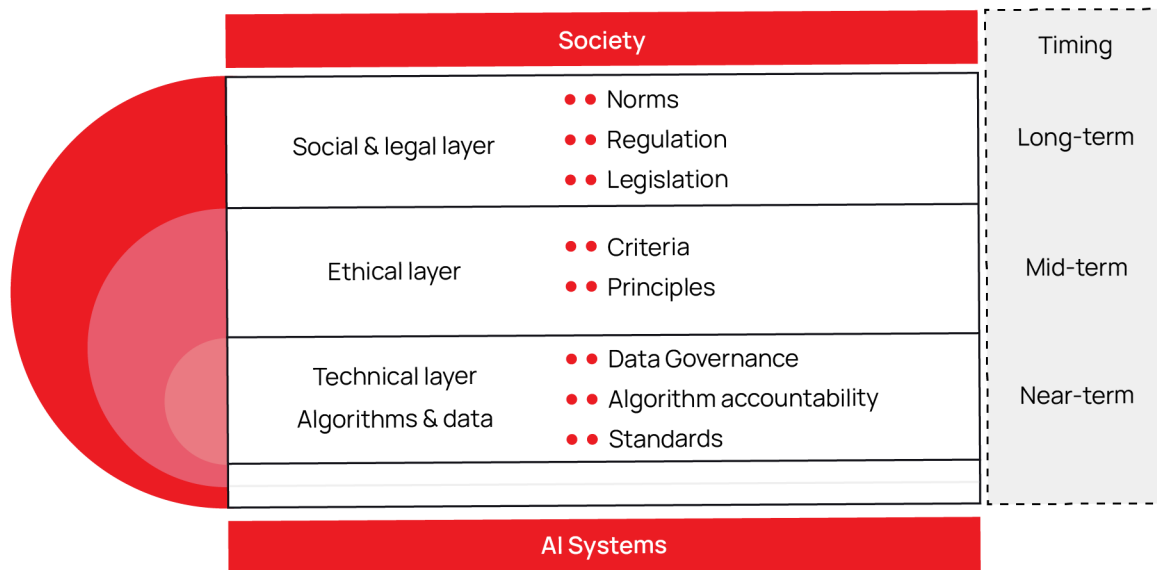 Society
Timing
Social & legal layer
Norms
Regulation
Legislation
Long-term
Ethical layer
Criteria
Principles
Mid-term
Technical layer
Algorithms & data
Data Governance
Algorithm accountability
Standards
Near-term
AI Systems